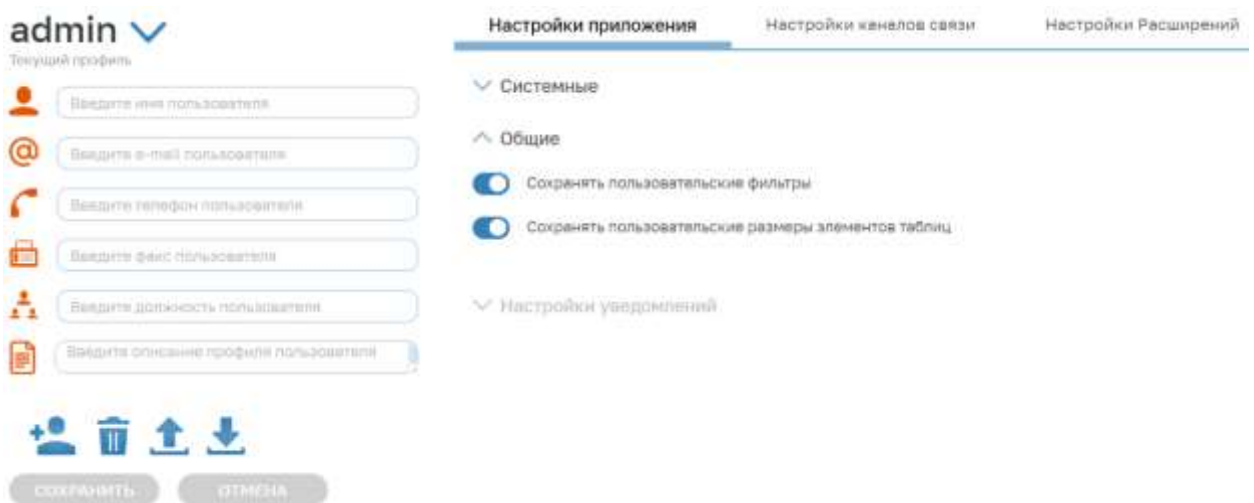 admin
Текущий профиль
Введите имя пользователя
Введите e-mail пользователя
Введите телефон пользователя
Введите факс пользователя
Введите должность пользователя
Введите описание профиля пользователя
СОХРАНИТЬ
ОТМЕНА
Настройки приложения
Настройки каналов связи
Настройки Расширений
Системные
Общие
Сохранять пользовательские фильтры
Сохранять пользовательские размеры элементов таблиц
Настройки уведомлений